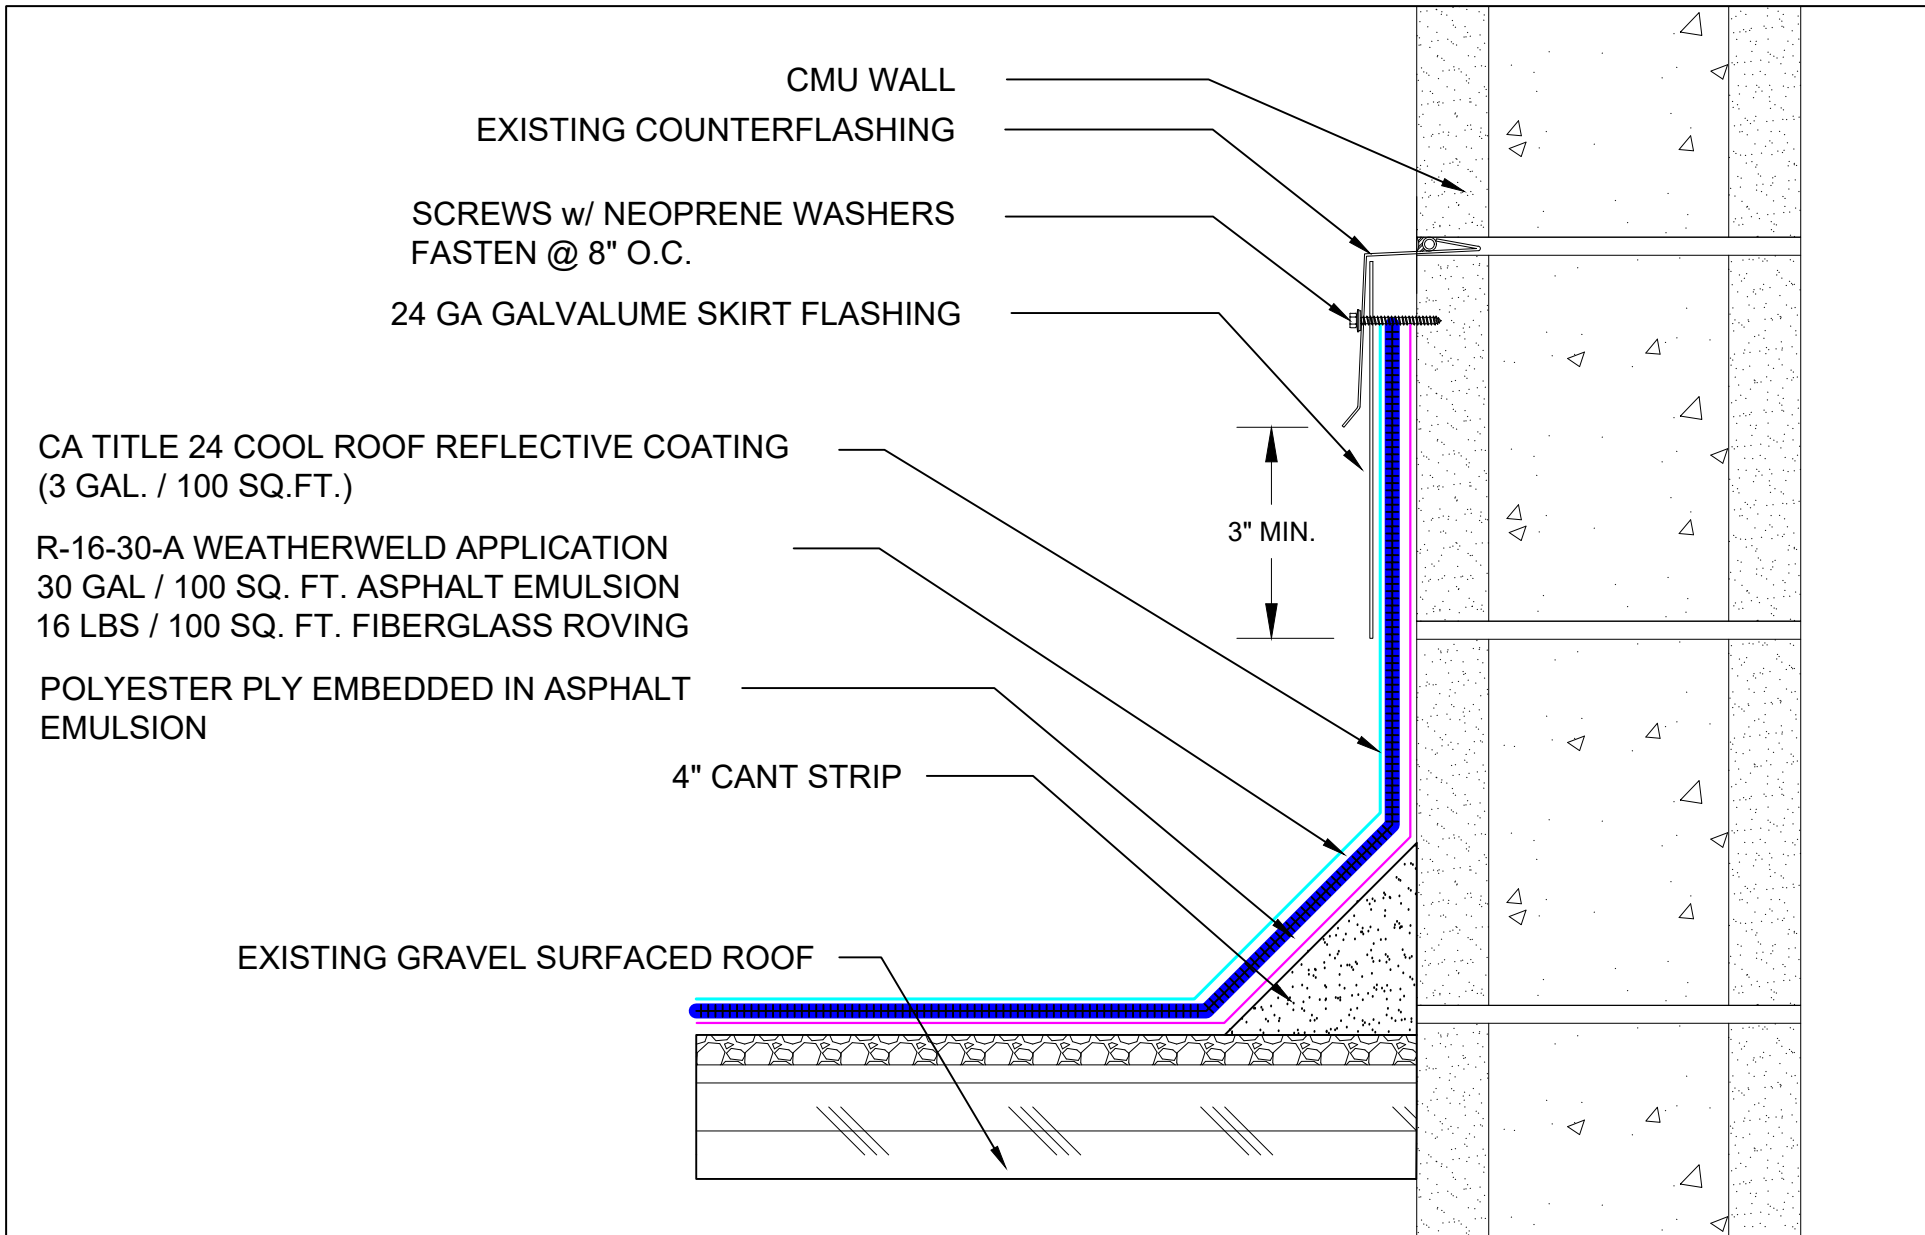 CMU WALL
EXISTING COUNTERFLASHING
SCREWS w/ NEOPRENE WASHERS
FASTEN @ 8" O.C.
24 GA GALVALUME SKIRT FLASHING
CA TITLE 24 COOL ROOF REFLECTIVE COATING
(3 GAL. / 100 SQ.FT.)
3" MIN.
R-16-30-A WEATHERWELD APPLICATION
30 GAL / 100 SQ. FT. ASPHALT EMULSION
16 LBS / 100 SQ. FT. FIBERGLASS ROVING
POLYESTER PLY EMBEDDED IN ASPHALT
EMULSION
4" CANT STRIP
EXISTING GRAVEL SURFACED ROOF